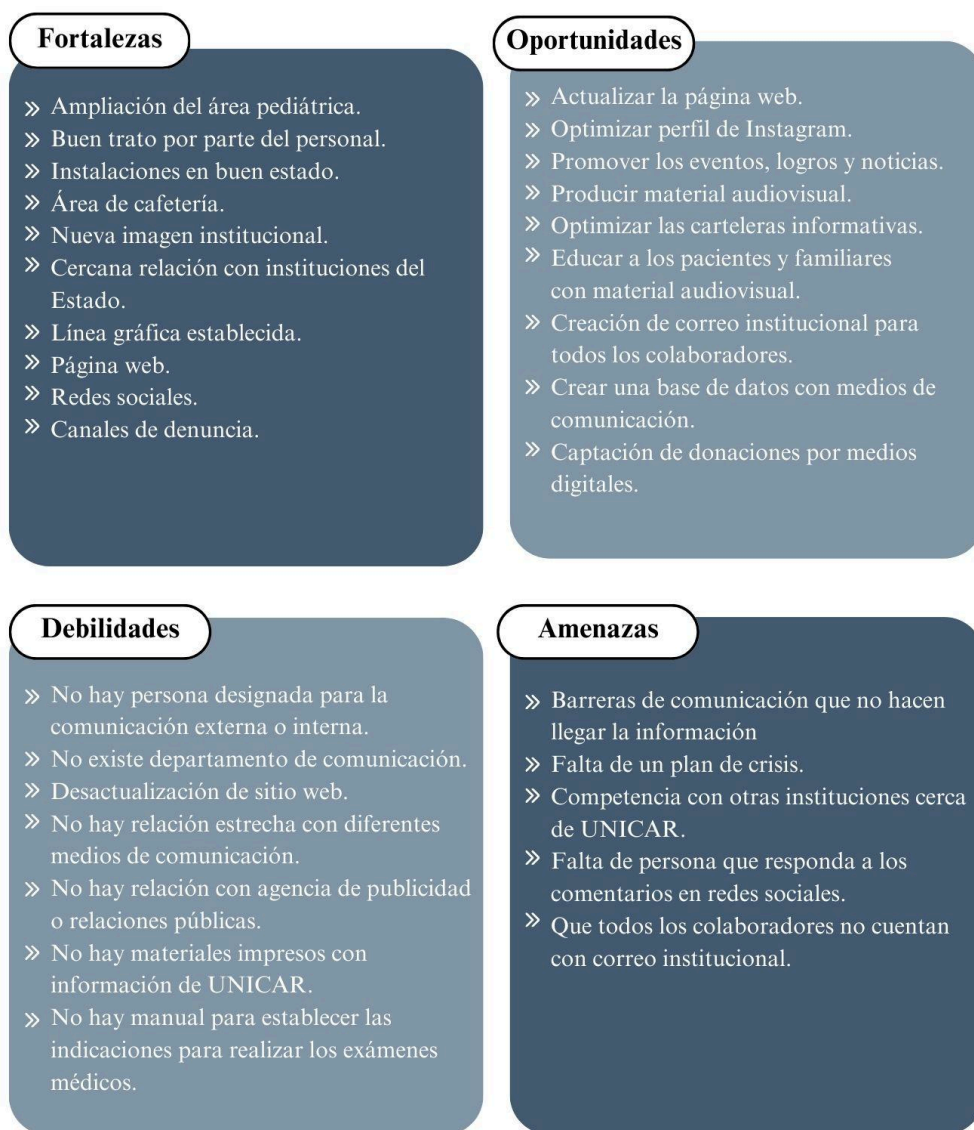 Fortalezas
» Ampliación del área pediátrica.
» Buen trato por parte del personal.
» Instalaciones en buen estado.
» Área de cafetería.
» Nueva imagen institucional.
» Cercana relación con instituciones del
Estado.
» Línea gráfica establecida.
» Página web.
» Redes sociales.
» Canales de denuncia.
Oportunidades
» Actualizar la página web.
» Optimizar perfil de Instagram.
» Promover los eventos, logros y noticias.
» Producir material audiovisual.
» Optimizar las carteleras informativas.
» Educar a los pacientes y familiares
con material audiovisual.
» Creación de correo institucional para
todos los colaboradores.
» Crear una base de datos con medios de
comunicación.
» Captación de donaciones por medios
digitales.
Debilidades
» No hay persona designada para la
comunicación externa o interna.
» No existe departamento de comunicación.
» Desactualización de sitio web.
» No hay relación estrecha con diferentes
medios de comunicación.
» No hay relación con agencia de publicidad
o relaciones públicas.
» No hay materiales impresos con
información de UNICAR.
» No hay manual para establecer las
indicaciones para realizar los exámenes
médicos.
Amenazas
» Barreras de comunicación que no hacen
llegar la información
» Falta de un plan de crisis.
» Competencia con otras instituciones cerca
de UNICAR.
» Falta de persona que responda a los
comentarios en redes sociales.
» Que todos los colaboradores no cuentan
con correo institucional.